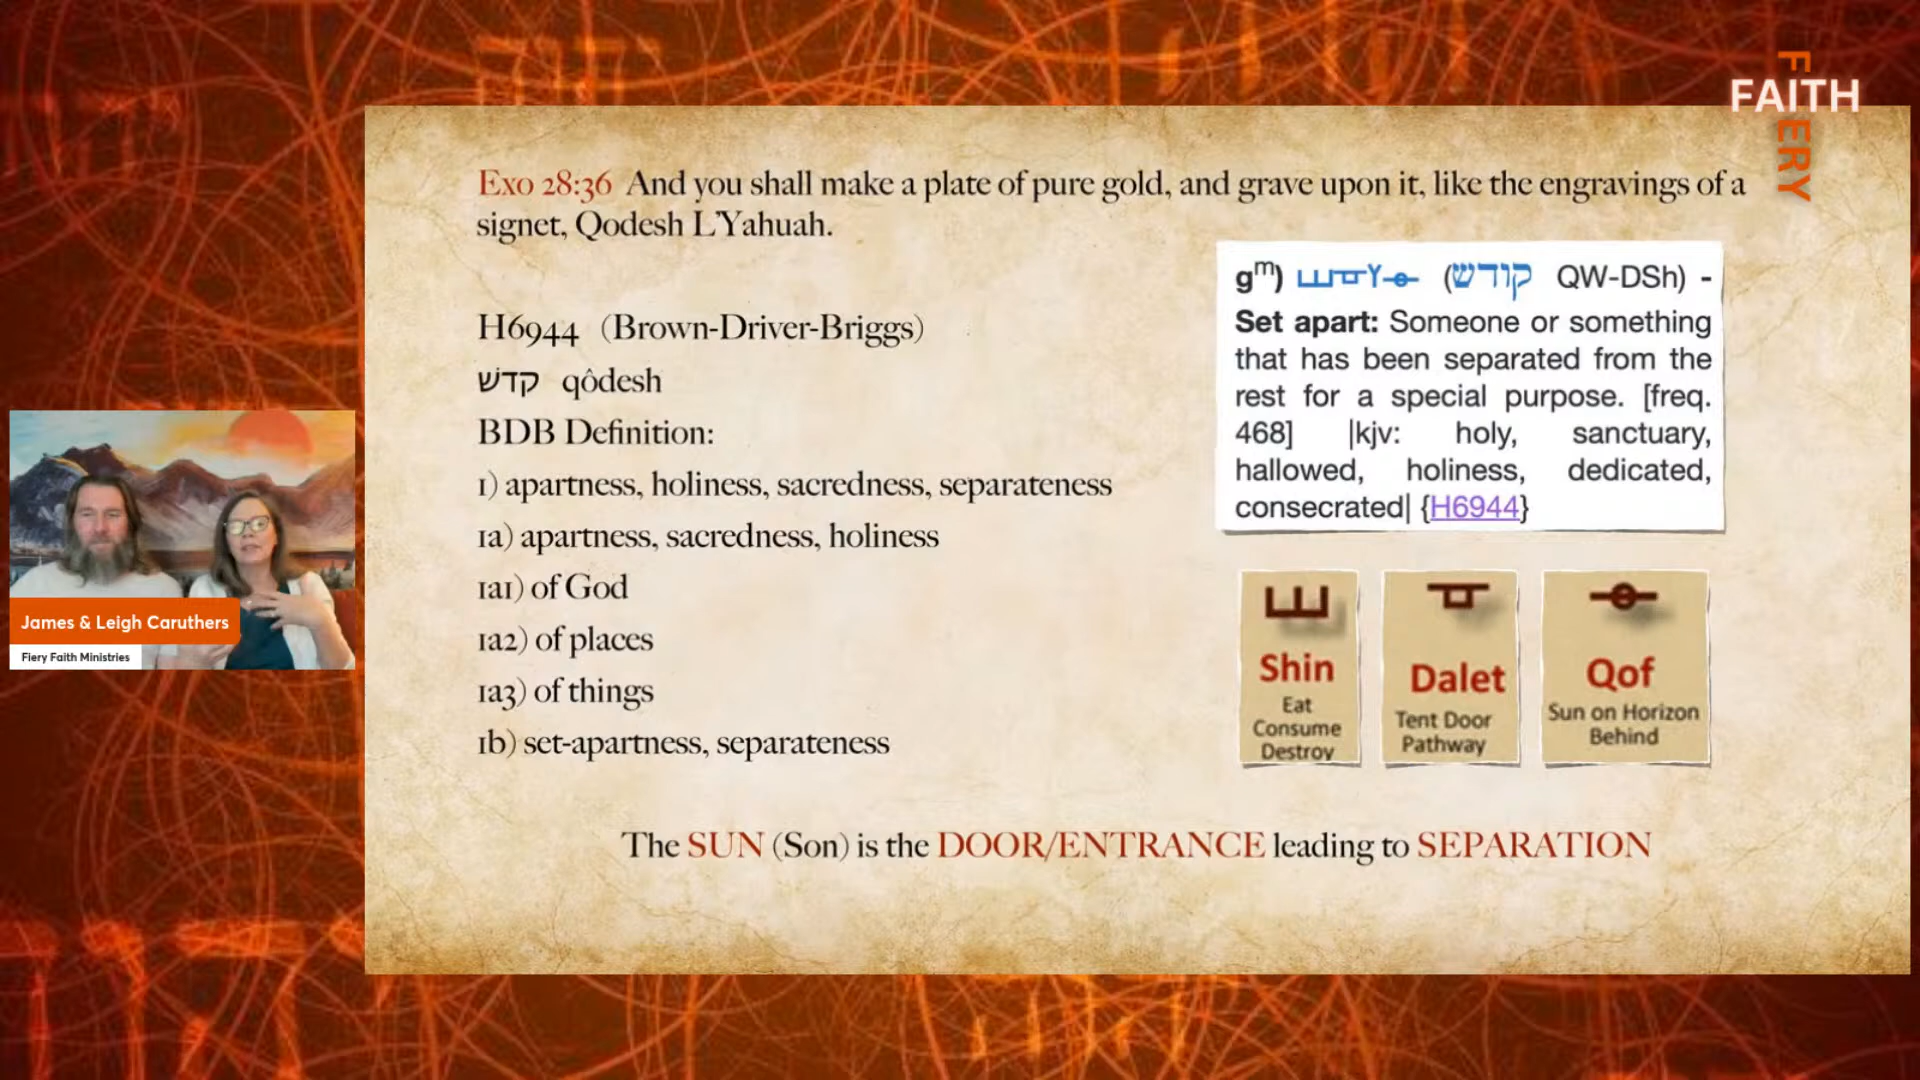 FIERY
FAITH
Exo 28:36 And you shall make a plate of pure gold, and grave upon it, like the engravings of a
signet, Qodesh L'Yahuah.
H6944 (Brown-Driver-Briggs)
קדשׁ qôdesh
BDB Definition:
1) apartness, holiness, sacredness, separateness
1a) apartness, sacredness, holiness
1a1) of God
1a2) of places
1a3) of things
1b) set-apartness, separateness
gm) (קודש QW-DSh) -
Set apart: Someone or something
that has been separated from the
rest for a special purpose. [freq.
468] |kjv: holy, sanctuary,
hallowed, holiness, dedicated,
consecrated| {H6944}
Shin
Eat
Consume
Destroy
Dalet
Tent Door
Pathway
Qof
Sun on Horizon
Behind
The SUN (Son) is the DOOR/ENTRANCE leading to SEPARATION
James & Leigh Caruthers
Fiery Faith Ministries